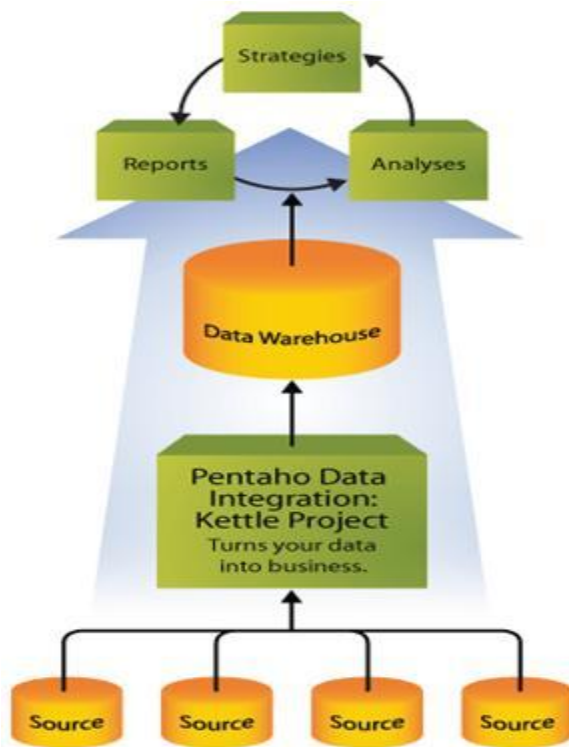 Strategies
Reports
Analyses
Data Warehouse
Pentaho Data
Integration:
Kettle Project
Turns your data
into business.
Source
Source
Source
Source